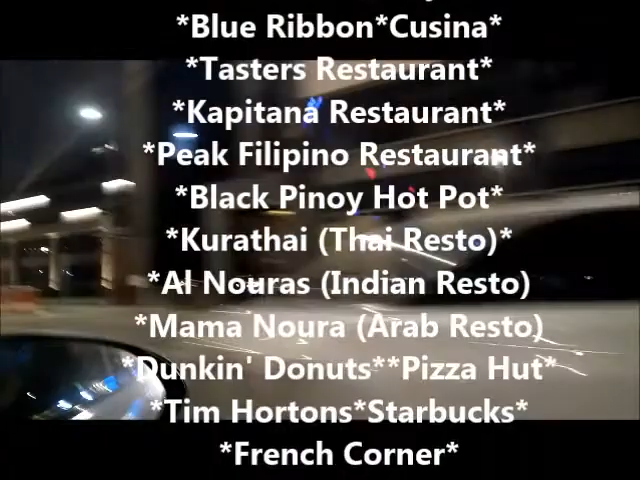 *Blue Ribbon*Cusina*
*Tasters Restaurant*
*Kapitana Restaurant*
*Peak Filipino Restaurant*
*Black Pinoy Hot Pot*
*Kurathai (Thai Resto)*
*Al Nouras (Indian Resto)
*Mama Noura (Arab Resto)
*Dunkin' Donuts**Pizza Hut*
*Tim Hortons*Starbucks*
*French Corner*